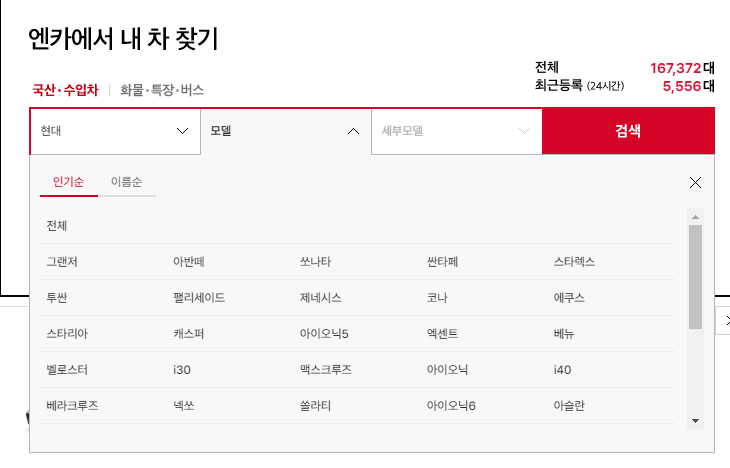 엔카에서 내 차 찾기
전체 167,372대
최근등록 (24시간) 5,556대
국산·수입차 화물·특장·버스
현대 모델 세부모델 검색
인기순 이름순
전체
그랜저 아반떼 쏘나타 싼타페 스타렉스
투싼 팰리세이드 제네시스 코나 에쿠스
스타리아 캐스퍼 아이오닉5 엑센트 베뉴
벨로스터 i30 맥스크루즈 아이오닉 i40
베라크루즈 넥쏘 쏠라티 아이오닉6 아슬란